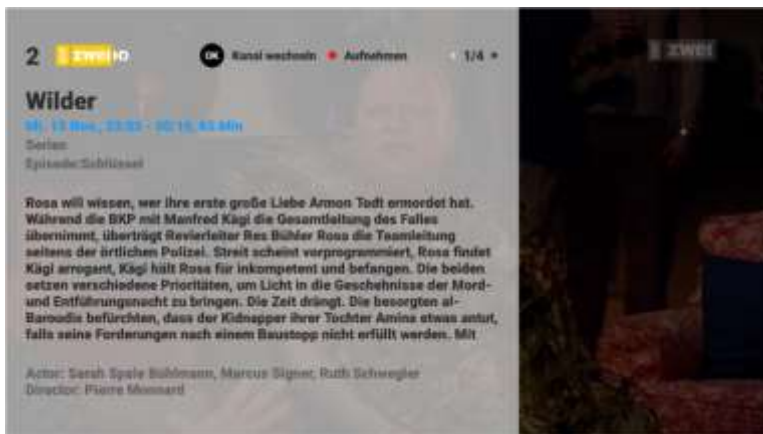 2 ZWEI
OK Kanal wechseln Aufnehmen 1/4
Wilder
Serien
Episode:Schlüssel
Rosa will wissen, wer ihre erste große Liebe Armon Todt ermordet hat.
Während die BKP mit Manfred Kägi die Gesamtleitung des Falles
übernimmt, überträgt Revierleiter Res Bühler Rosa die Teamleitung
seitens der örtlichen Polizei. Streit scheint vorprogrammiert, Rosa findet
Kägi arrogant, Kägi hält Rosa für inkompetent und befangen. Die beiden
setzen verschiedene Prioritäten, um Licht in die Geschehnisse der Mord-
und Entführungsnacht zu bringen. Die Zeit drängt. Die besorgten al-
Baroudis befürchten, dass der Kidnapper ihrer Tochter Amina etwas antut,
falls seine Forderungen nach einem Baustopp nicht erfüllt werden. Mit
Actor: Sarah Spale Bühlmann, Marcus Signer, Ruth Schwegler
Director: Pierre Monnard
ZWEI